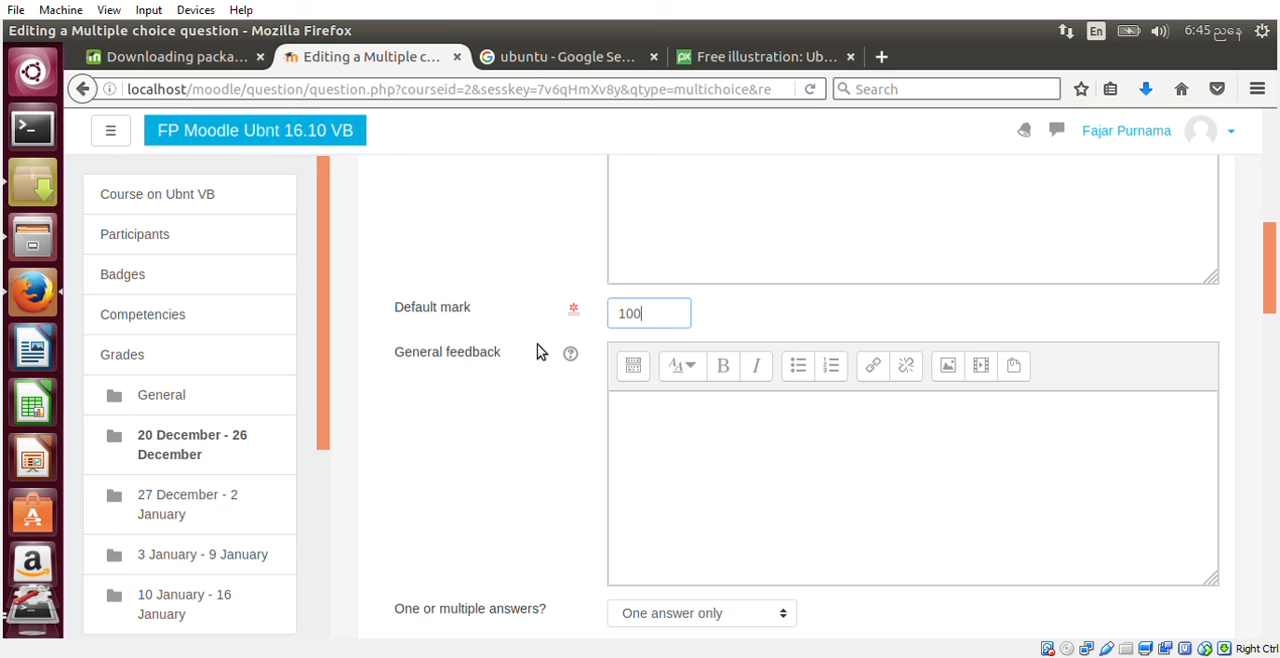 File Machine View Input Devices Help
Editing a Multiple choice question - Mozilla Firefox
En
6:45 ညနေ
Downloading packa...
Editing a Multiple c...
ubuntu - Google Se...
Free illustration: Ub...
localhost/moodle/question/question.php?courseid=2&sesskey=7v6qHmXv8y&qtype=multichoice&re
Search
FP Moodle Ubnt 16.10 VB
Fajar Purnama
Course on Ubnt VB
Participants
Badges
Competencies
Grades
General
20 December - 26
December
27 December - 2
January
3 January - 9 January
10 January - 16
January
Default mark
100
General feedback
One or multiple answers?
One answer only
Right Ctrl